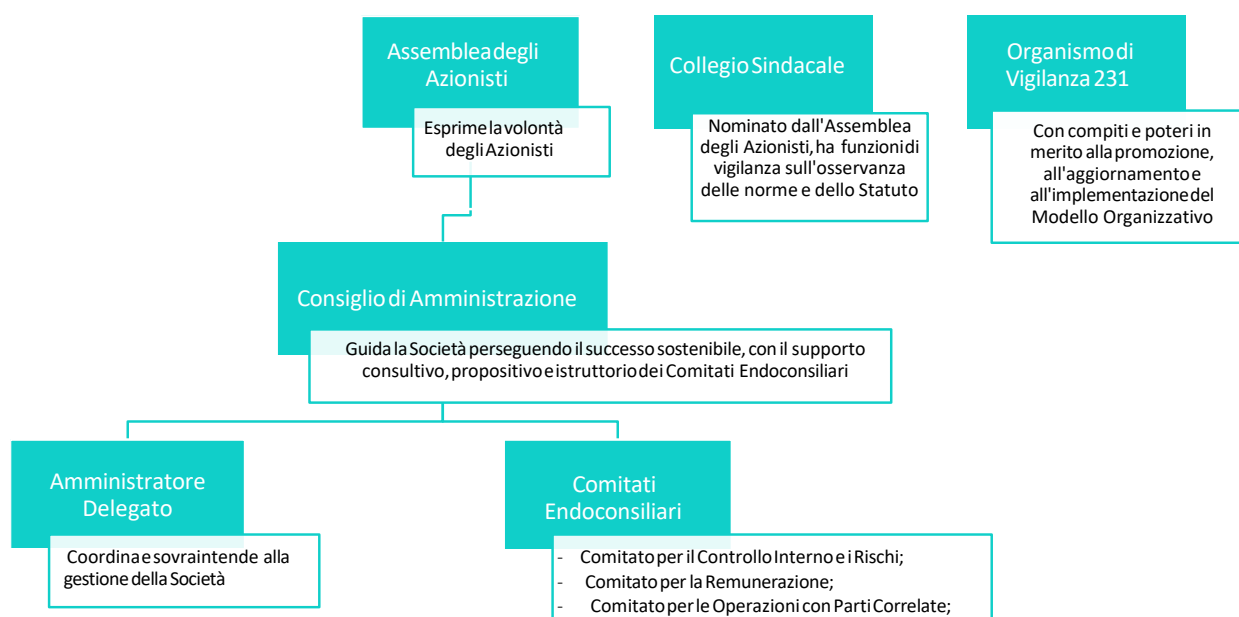 Assemblea degli
Azionisti
Esprime la volontà
degli Azionisti
Collegio Sindacale
Nominato dall'Assemblea
degli Azionisti, ha funzioni di
vigilanza sull'osservanza
delle norme e dello Statuto
Organismo di
Vigilanza 231
Con compiti e poteri in
merito alla promozione,
all'aggiornamento e
all'implementazione del
Modello Organizzativo
Consiglio di Amministrazione
Guida la Società perseguendo il successo sostenibile, con il supporto
consultivo, propositivo e istruttorio dei Comitati Endoconsiliari
Amministratore
Delegato
Coordina e sovraintende alla
gestione della Società
Comitati
Endoconsiliari
- Comitato per il Controllo Interno e i Rischi;
- Comitato per la Remunerazione;
- Comitato per le Operazioni con Parti Correlate;